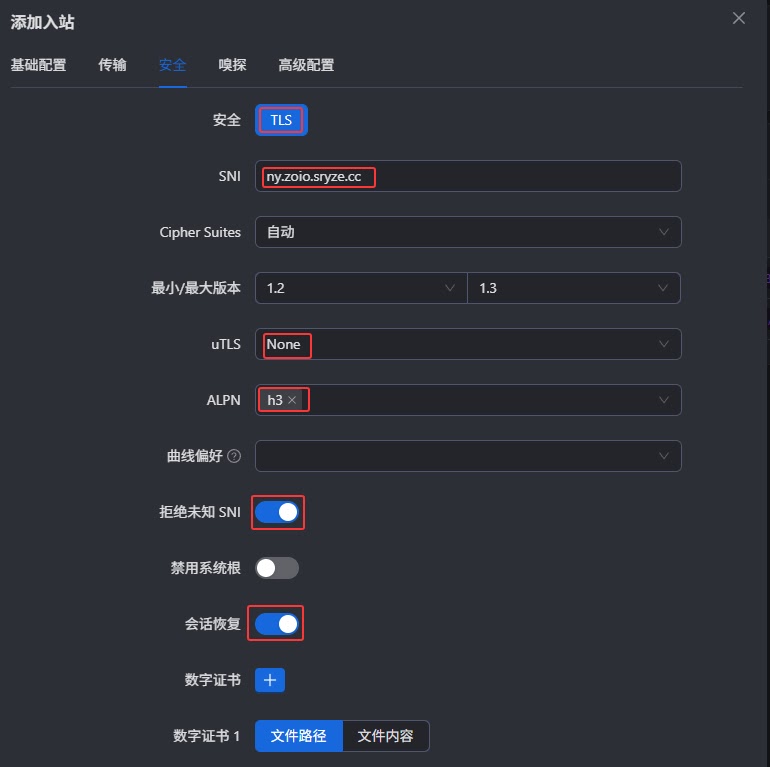 添加入站
基础配置 传输 安全 嗅探 高级配置
安全 TLS
SNI ny.zoio.sryze.cc
Cipher Suites 自动
最小/最大版本 1.2 1.3
uTLS None
ALPN h3
曲线偏好
拒绝未知 SNI
禁用系统根
会话恢复
数字证书 +
数字证书 1 文件路径 文件内容